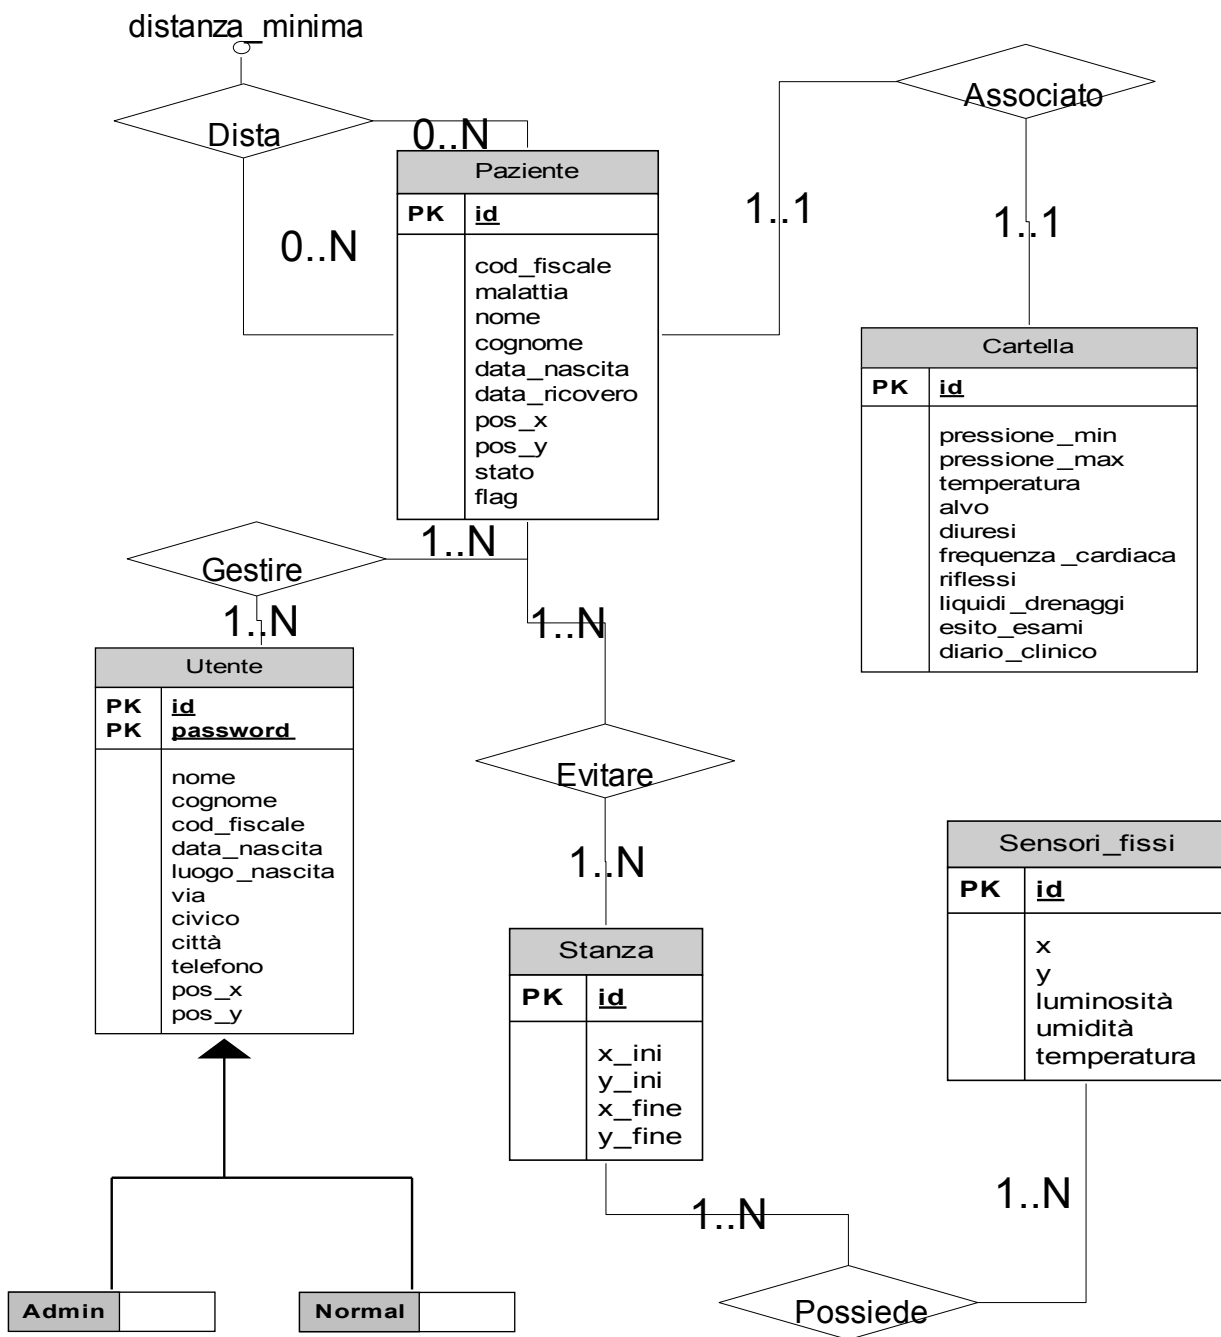 distanza_minima
Dista
0..N
0..N
Associato
1..1
1..1
Paziente
PK id
cod_fiscale
malattia
nome
cognome
data_nascita
data_ricovero
pos_x
pos_y
stato
flag
Cartella
PK id
pressione_min
pressione_max
temperatura
alvo
diuresi
frequenza_cardiaca
riflessi
liquidi_drenaggi
esito_esami
diario_clinico
Gestire
1..N
1..N
1..N
Utente
PK id
PK password
nome
cognome
cod_fiscale
data_nascita
luogo_nascita
via
civico
città
telefono
pos_x
pos_y
Evitare
1..N
Stanza
PK id
x_ini
y_ini
x_fine
y_fine
Sensori_fissi
PK id
x
y
luminosità
umidità
temperatura
1..N
1..N
Possiede
Admin
Normal